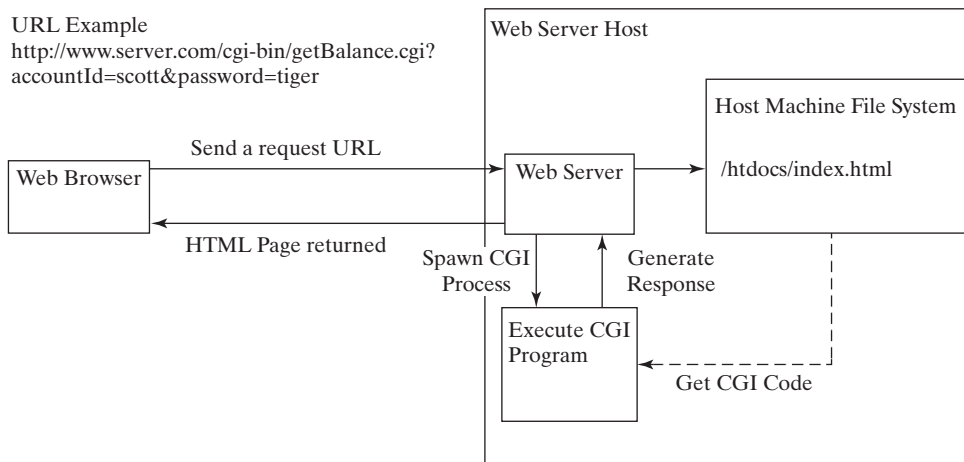 URL Example
http://www.server.com/cgi-bin/getBalance.cgi?
accountId=scott&password=tiger
Web Server Host
Host Machine File System
/htdocs/index.html
Send a request URL
Web Browser
Web Server
HTML Page returned
Spawn CGI
Process
Generate
Response
Execute CGI
Program
Get CGI Code